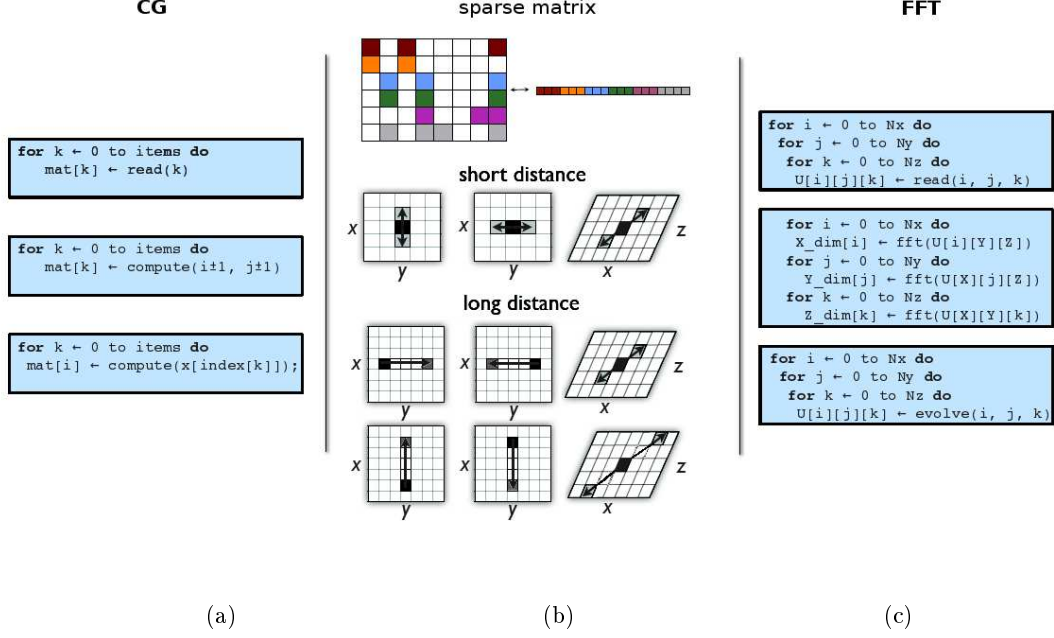 CG
for k ← 0 to items do
mat[k] ← read(k)
for k ← 0 to items do
mat[k] ← compute(i±1, j±1)
for k ← 0 to items do
mat[i] ← compute(x[index[k]]);
(a)
sparse matrix
short distance
x
y
x
y
z
x
long distance
x
y
x
y
z
x
x
y
x
y
z
x
(b)
FFT
for i ← 0 to Nx do
for j ← 0 to Ny do
for k ← 0 to Nz do
U[i][j][k] ← read(i, j, k)
for i ← 0 to Nx do
X_dim[i] ← fft(U[i][Y][Z])
for j ← 0 to Ny do
Y_dim[j] ← fft(U[X][j][Z])
for k ← 0 to Nz do
Z_dim[k] ← fft(U[X][Y][k])
for i ← 0 to Nx do
for j ← 0 to Ny do
for k ← 0 to Nz do
U[i][j][k] ← evolve(i, j, k)
(c)